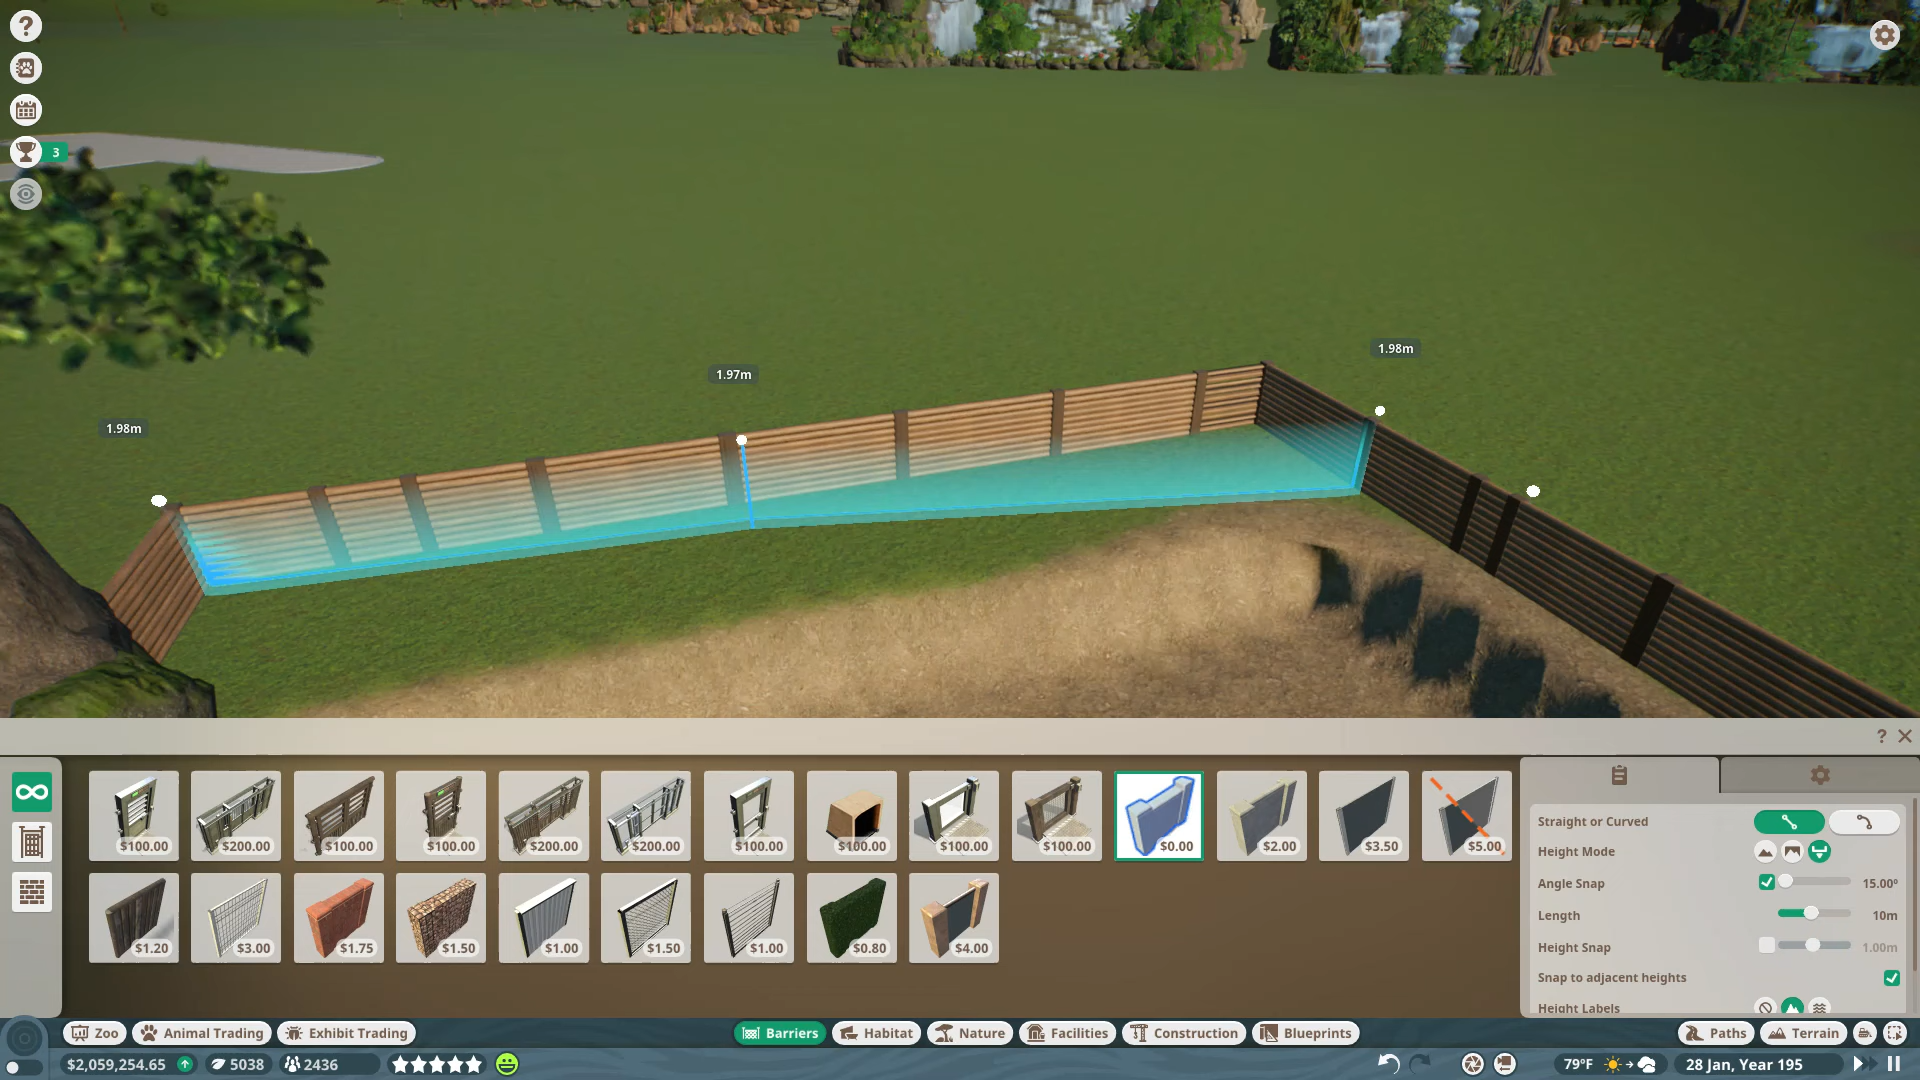 3
1.98m
1.97m
1.98m
?
$100.00 $200.00 $100.00 $100.00 $200.00 $200.00 $100.00 $100.00 $100.00 $100.00 $0.00 $2.00 $3.50 $5.00
$1.20 $3.00 $1.75 $1.50 $1.00 $1.50 $1.00 $0.80 $4.00
Straight or Curved
Height Mode
Angle Snap 15.00°
Length 10m
Height Snap 1.00m
Snap to adjacent heights
Height Labels
Zoo Animal Trading Exhibit Trading Barriers Habitat Nature Facilities Construction Blueprints Paths Terrain
$2,059,254.65 5038 2436 79°F 28 Jan, Year 195